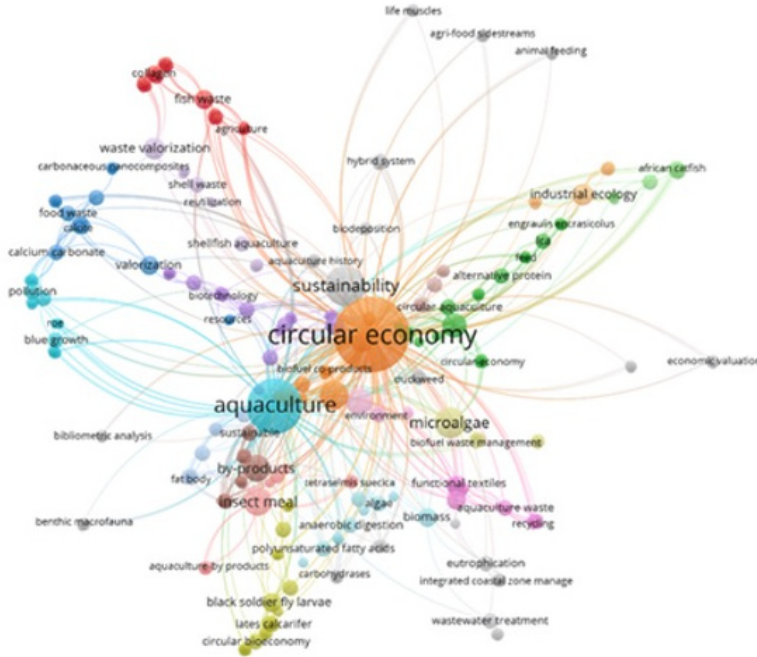 life muscles
agri-food sidestreams
animal feeding
collagen
fish waste
agriculture
waste valorization
hybrid system
carbonaceous nanocomposites
african catfish
shell waste
industrial ecology
reutilization
food waste
calcite
biodeposition
engraulin encrasicolus
shellfish aquaculture
lca
calcium carbonate
feed
valorization
aquaculture history
alternative protein
sustainability
pollution
biotechnology
circular aquaculture
roe
resources
circular economy
blue growth
circular-economy
economic valuation
biofuel co-products
duckweed
aquaculture
environment
microalgae
bibliometric analysis
sustainable
biofuel waste management
by-products
fat body
tetraselmis suecica
functional textiles
insect meal
algae
aquaculture waste
benthic macrofauna
anaerobic digestion
biomass
recycling
polyunsaturated fatty acids
aquaculture by products
carbohydrases
eutrophication
integrated coastal zone manage
black soldier fly larvae
lates calcarifer
wastewater treatment
circular bioeconomy